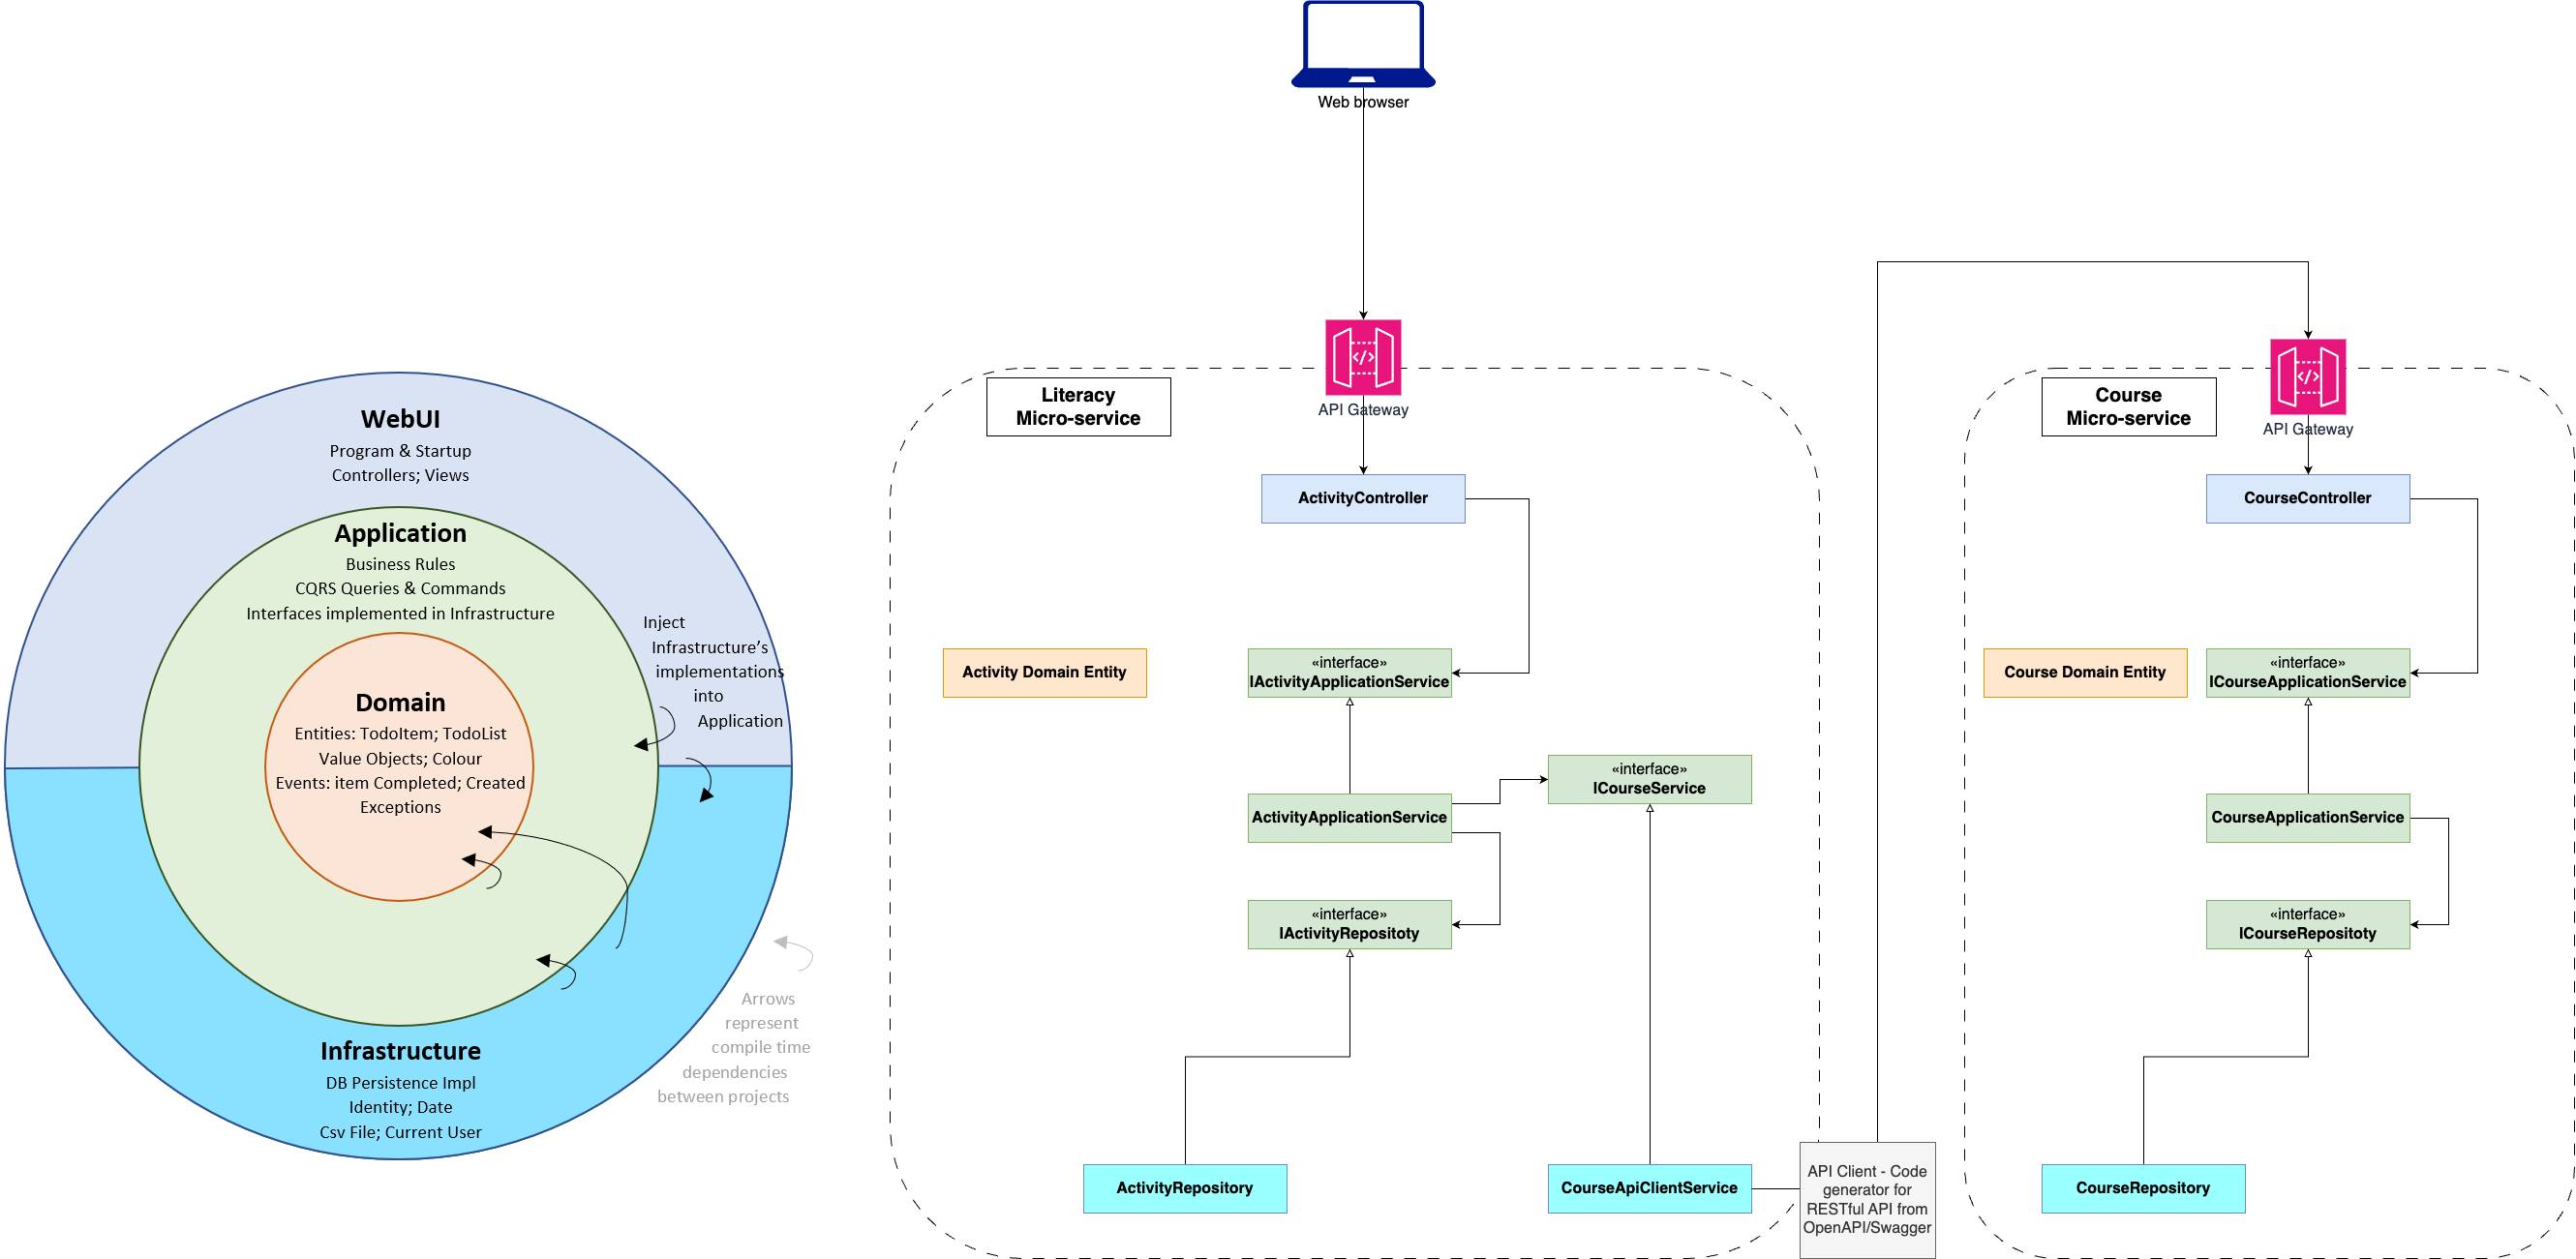 Web browser
WebUI
Program & Startup
Controllers; Views
Application
Business Rules
CQRS Queries & Commands
Interfaces implemented in Infrastructure
Inject
Infrastructure's
implementations
into
Application
Domain
Entities: TodoItem; TodoList
Value Objects; Colour
Events: item Completed; Created
Exceptions
Infrastructure
DB Persistence Impl
Identity; Date
Csv File; Current User
Arrows
represent
compile time
dependencies
between projects
Literacy
Micro-service
</>
API Gateway
ActivityController
Activity Domain Entity
«interface»
IActivityApplicationService
ActivityApplicationService
«interface»
ICourseService
«interface»
IActivityRepositoty
ActivityRepository
CourseApiClientService
API Client - Code
generator for
RESTful API from
OpenAPI/Swagger
Course
Micro-service
</>
API Gateway
CourseController
Course Domain Entity
«interface»
ICourseApplicationService
CourseApplicationService
«interface»
ICourseRepositoty
CourseRepository